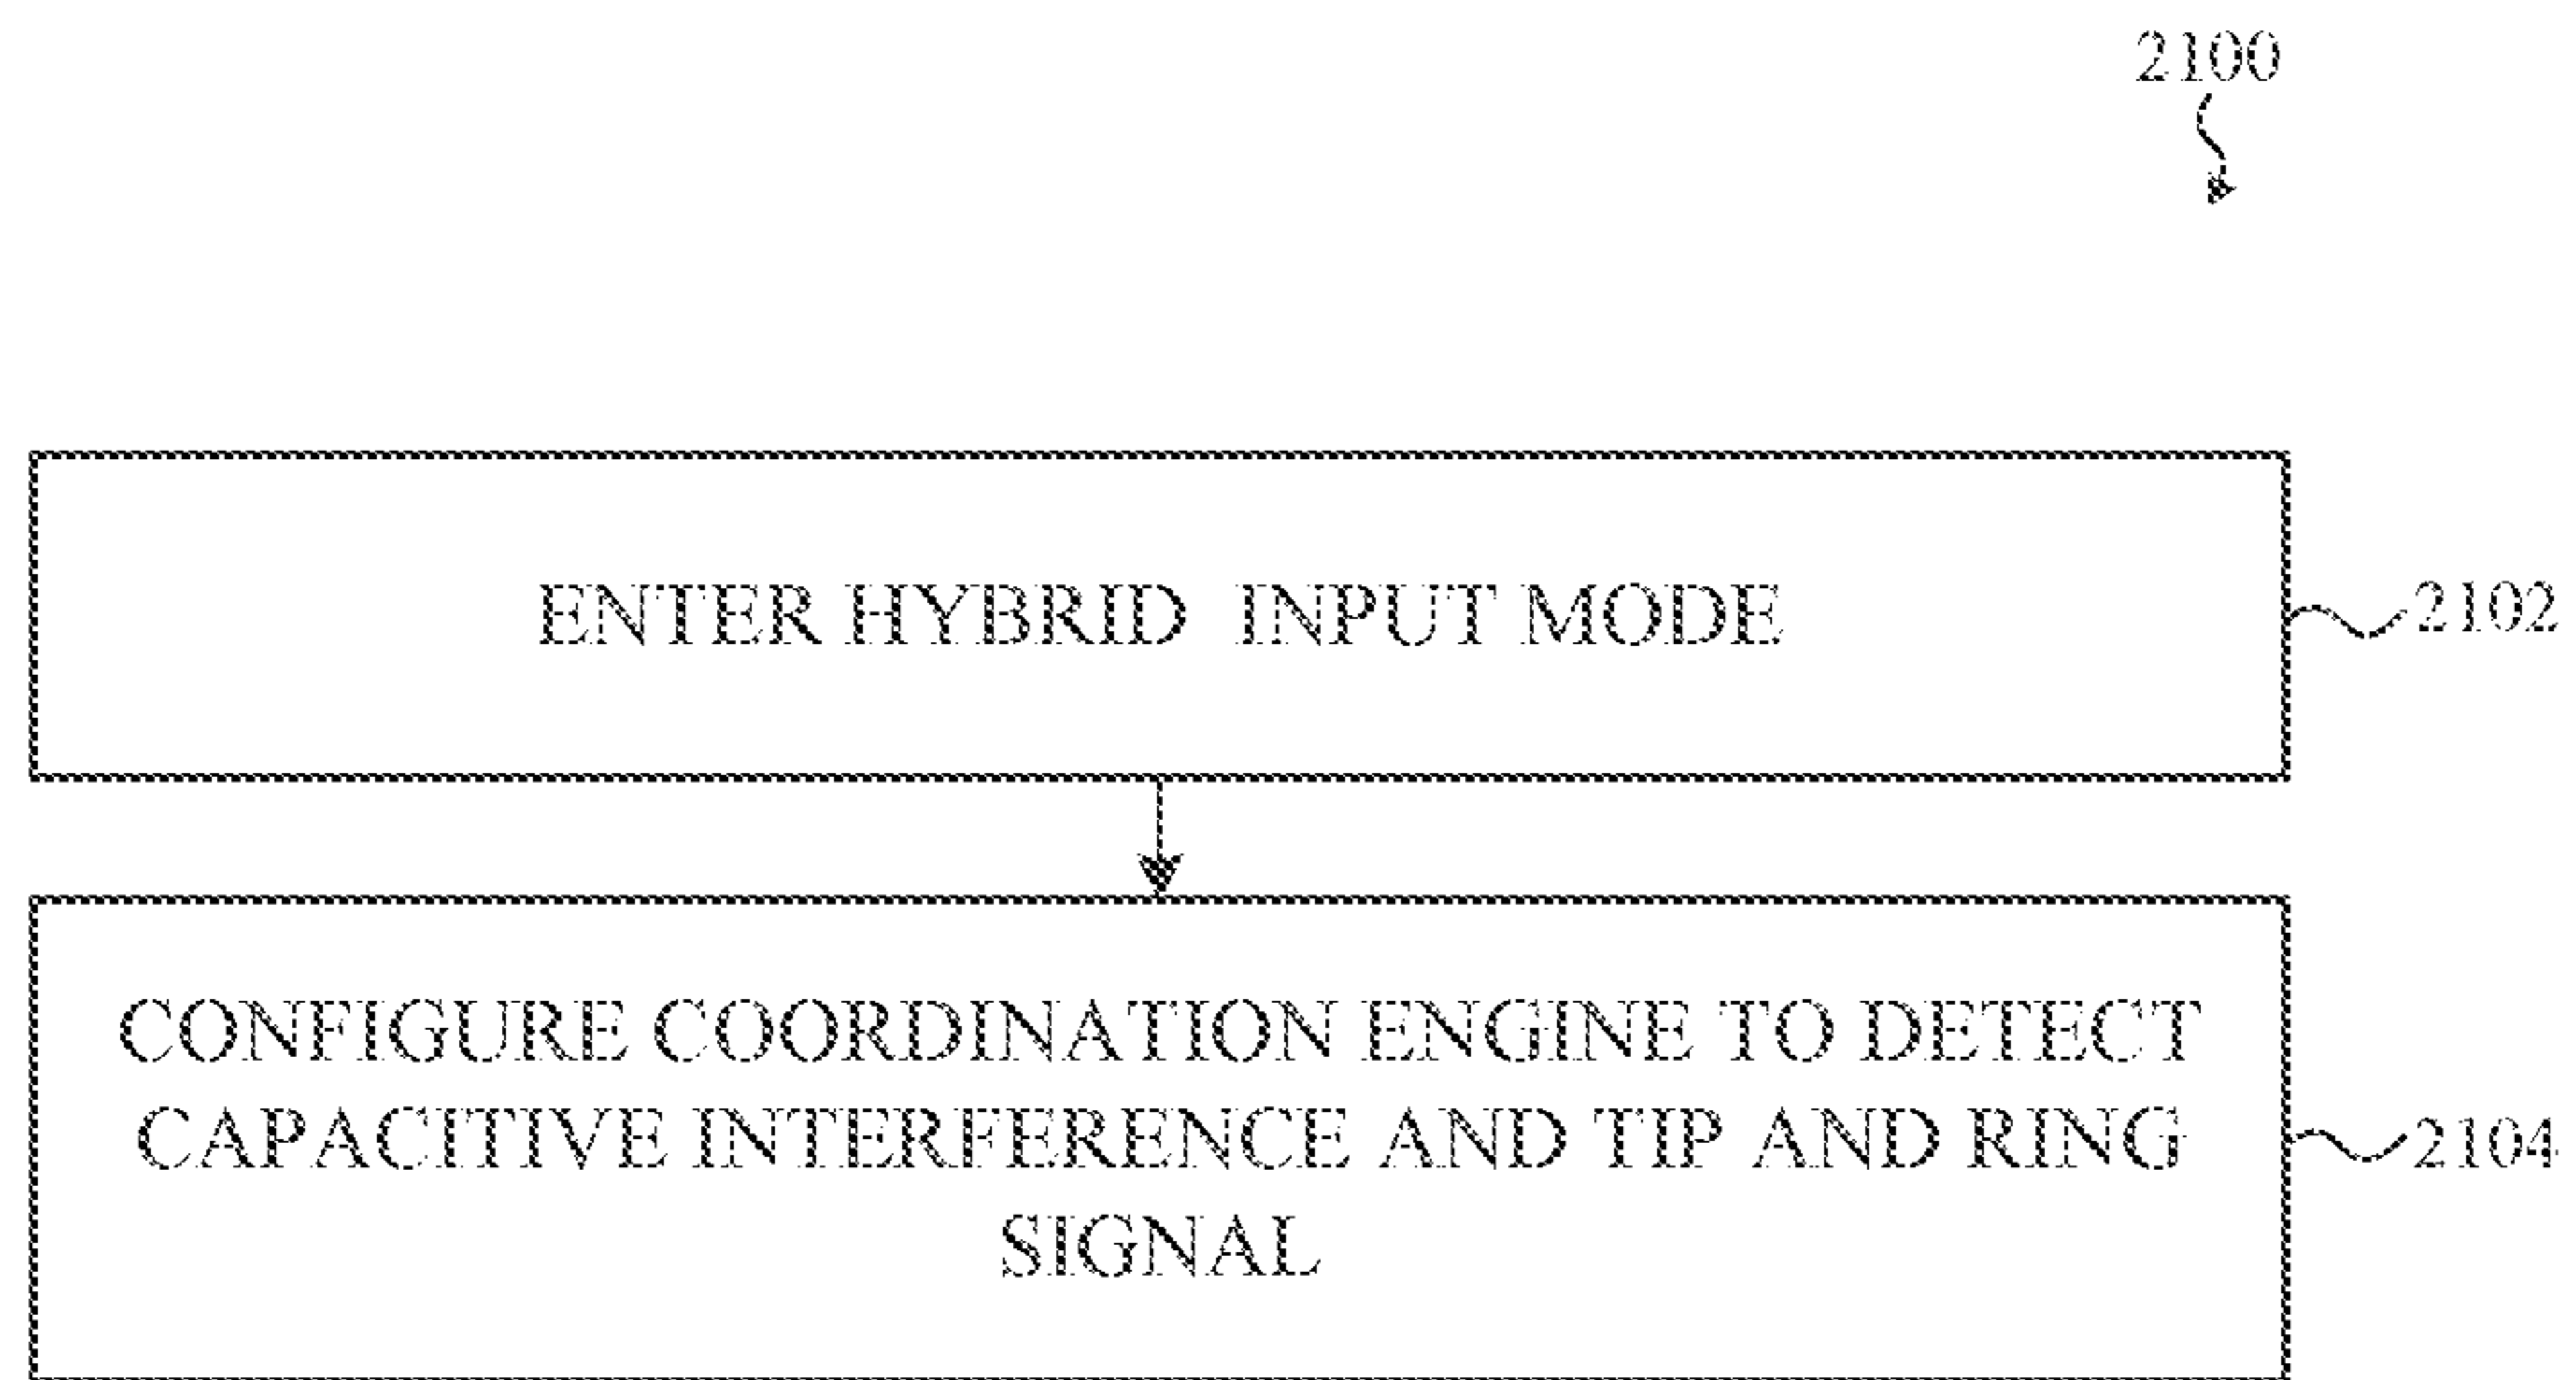 2100
ENTER HYBRID INPUT MODE
2102
CONFIGURE COORDINATION ENGINE TO DETECT
CAPACITIVE INTERFERENCE AND TIP AND RING
SIGNAL
2104